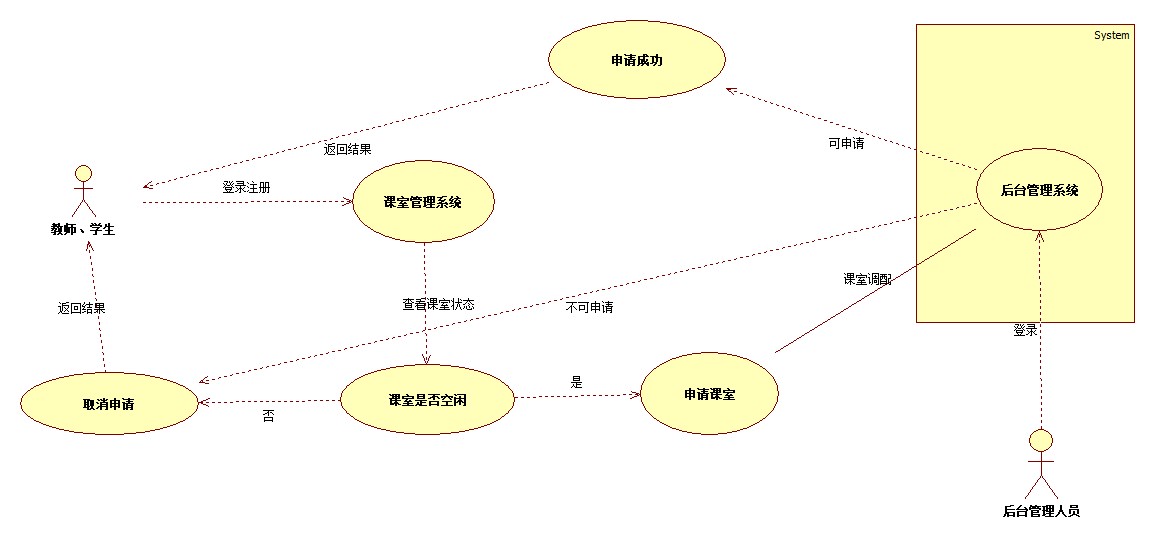 System
申请成功
返回结果
可申请
登录注册
课室管理系统
后台管理系统
教师、学生
课室调配
查看课室状态
不可申请
返回结果
登录
取消申请
否
课室是否空闲
是
申请课室
后台管理人员